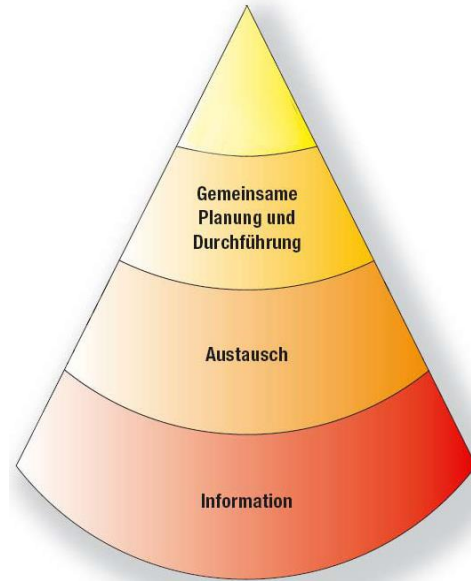 Gemeinsame
Planung und
Durchführung
Austausch
Information